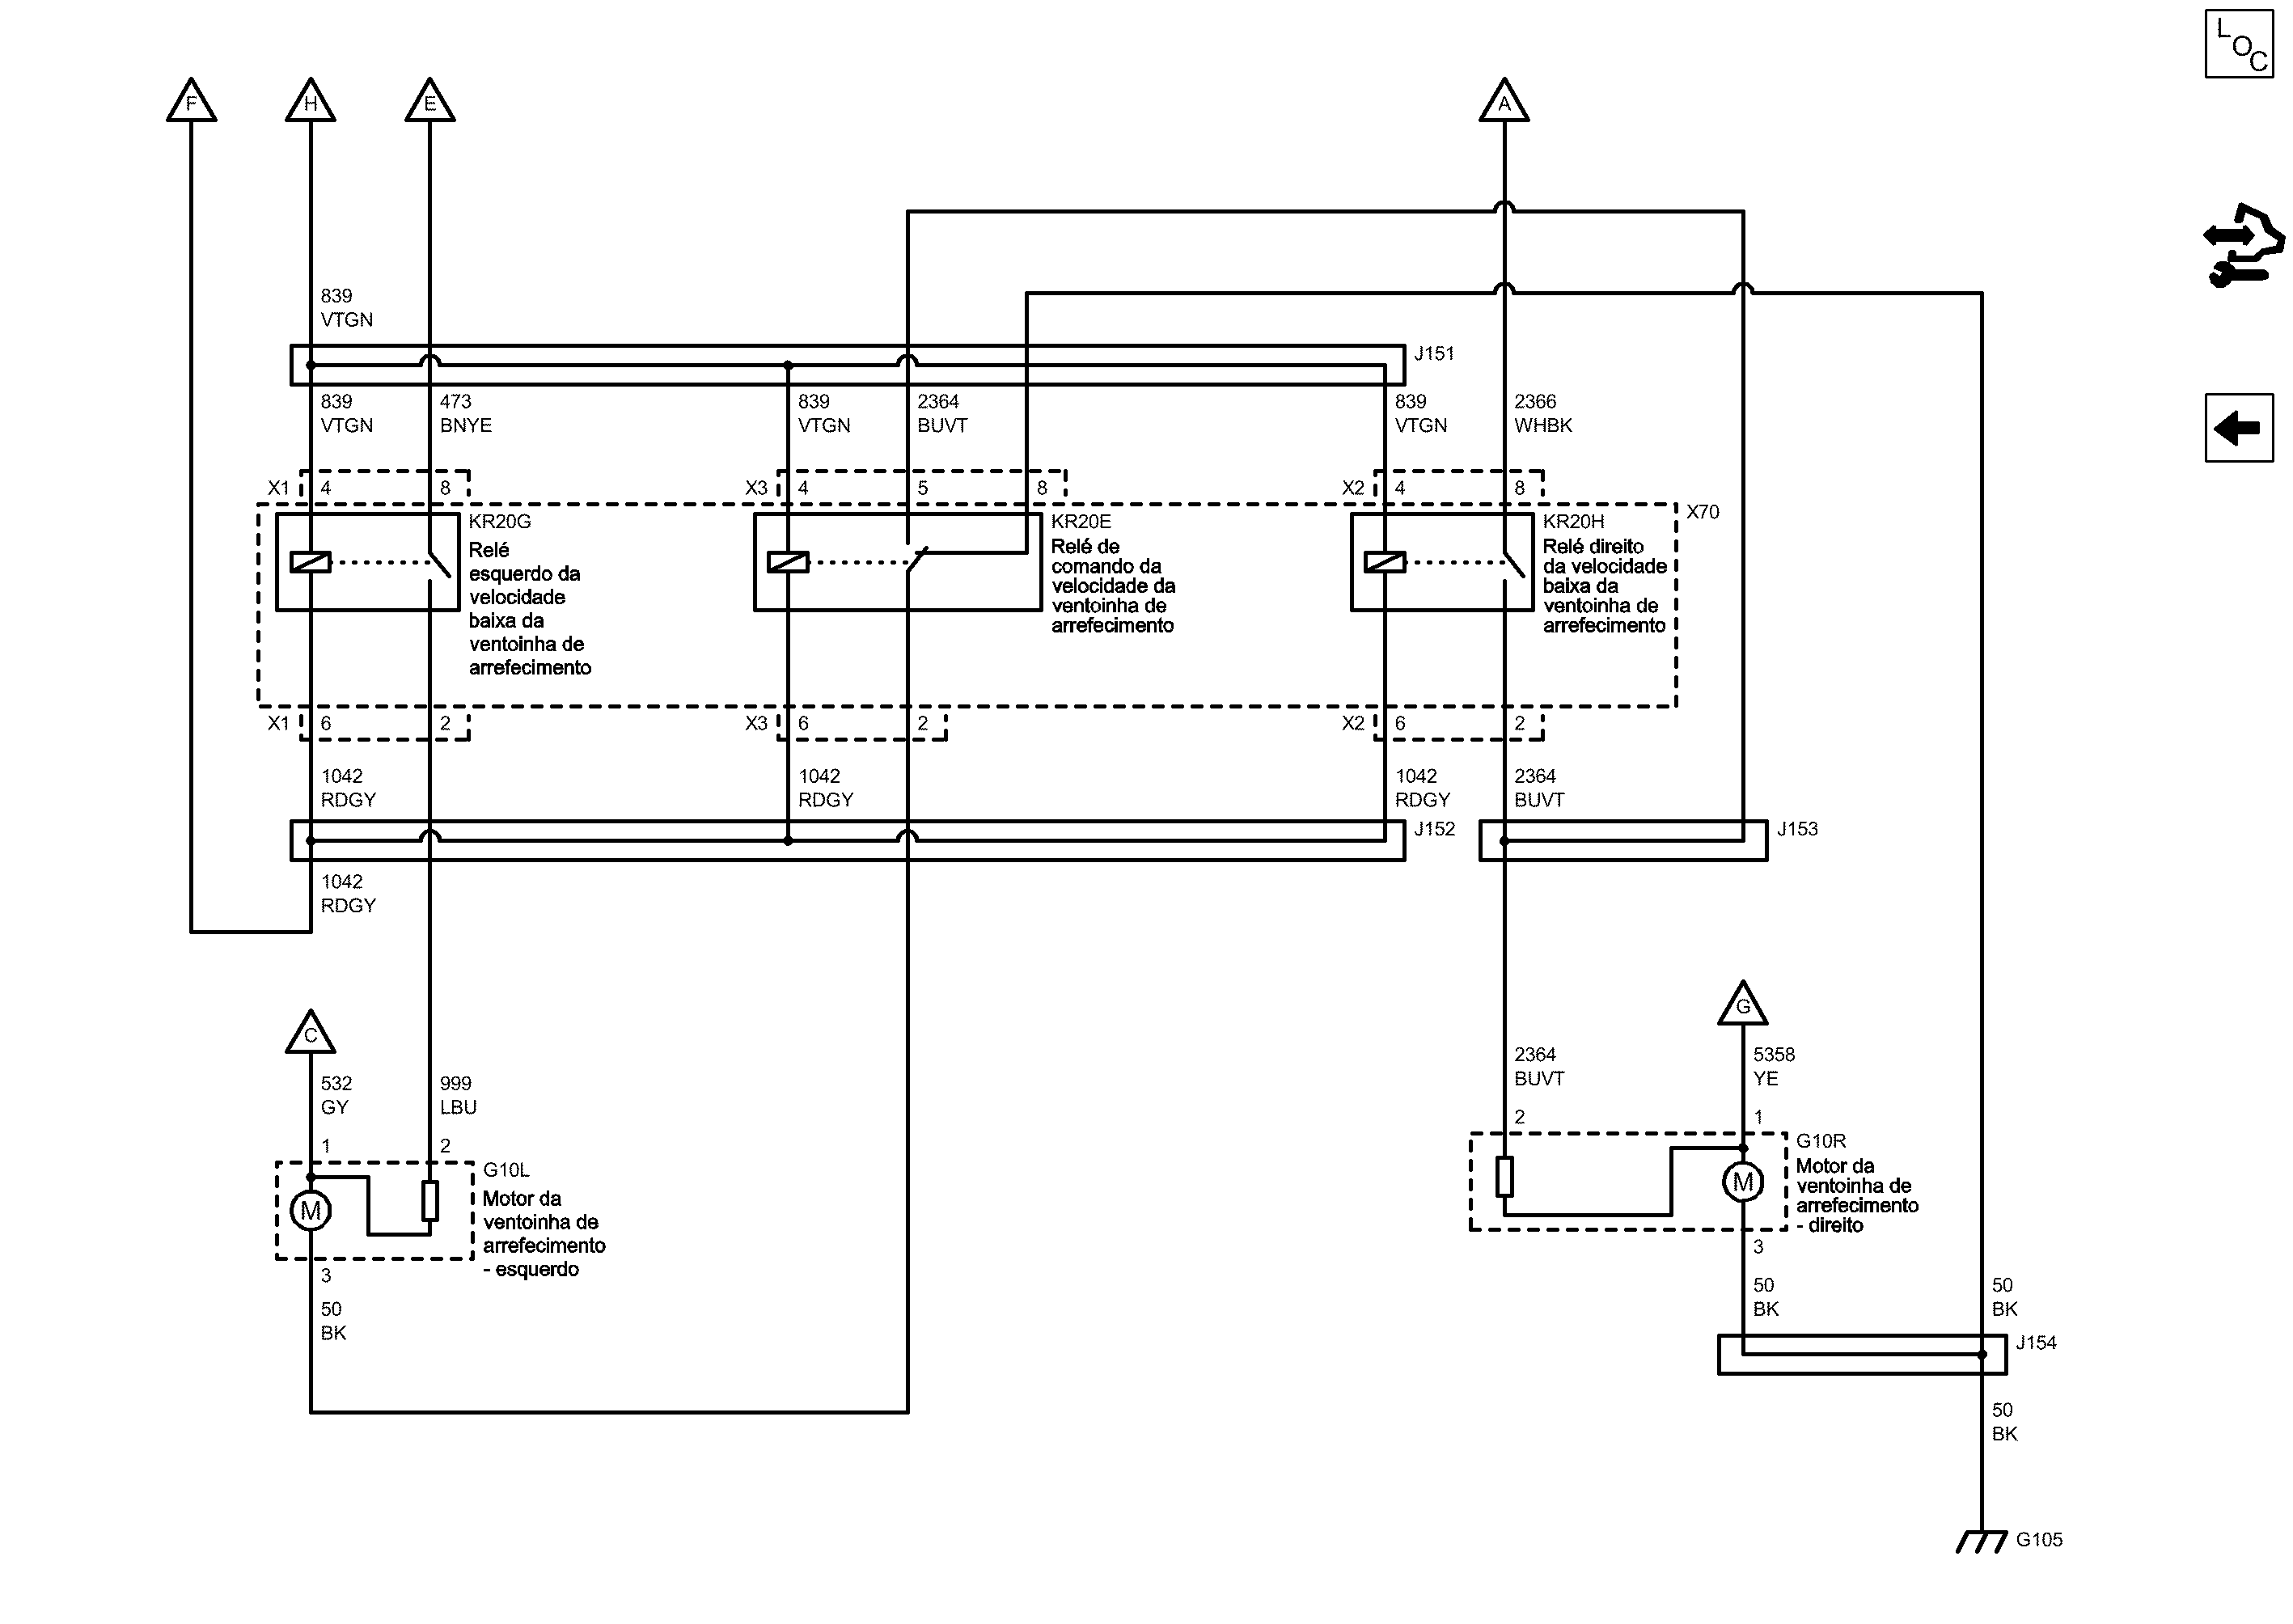 L
O
C
F
H
E
A
839
VTGN
J151
839
VTGN
473
BNYE
839
VTGN
2364
BUVT
839
VTGN
2366
WHBK
X1 4 8
X3 4 5 8
X2 4 8
X70
KR20G
Relé
esquerdo da
velocidade
baixa da
ventoinha de
arrefecimento
KR20E
Relé de
comando da
velocidade da
ventoinha de
arrefecimento
KR20H
Relé direito
da velocidade
baixa da
ventoinha de
arrefecimento
X1 6 2
X3 6 2
X2 6 2
1042
RDGY
1042
RDGY
1042
RDGY
2364
BUVT
J152
J153
1042
RDGY
C
G
532
GY
999
LBU
2364
BUVT
5358
YE
1 2
2 1
G10L
Motor da
ventoinha de
arrefecimento
- esquerdo
M
G10R
Motor da
ventoinha de
arrefecimento
- direito
M
3
3
50
BK
50
BK
50
BK
J154
50
BK
G105